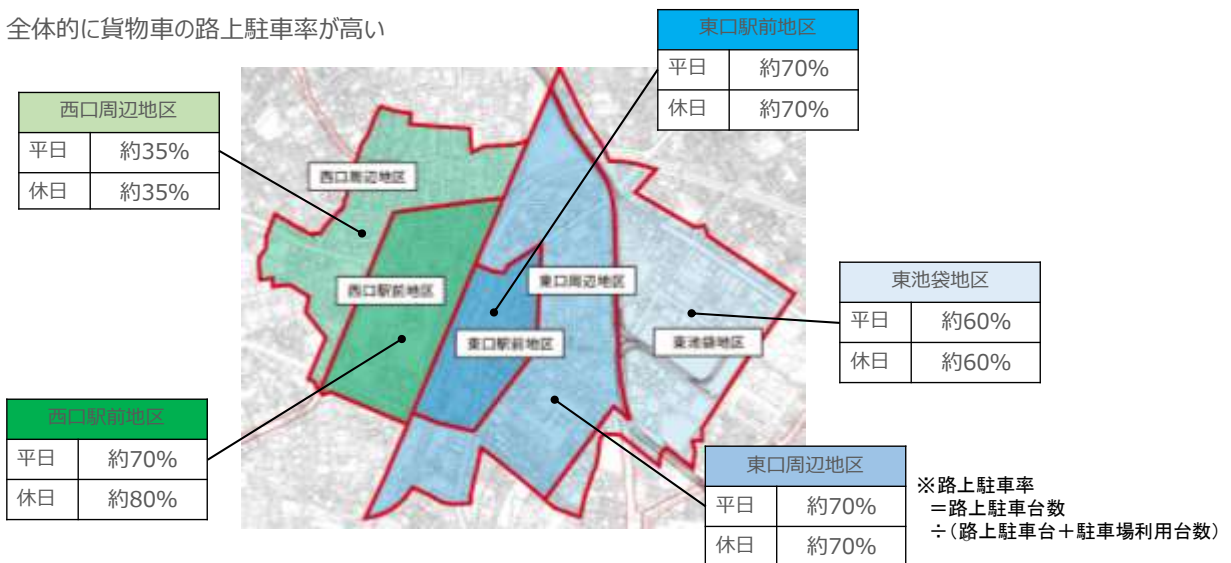 全体的に貨物車の路上駐車率が高い
東口駅前地区
平日 約70%
休日 約70%
西口周辺地区
平日 約35%
休日 約35%
西口周辺地区
西口駅前地区
東口周辺地区
東口駅前地区
東池袋地区
東池袋地区
平日 約60%
休日 約60%
西口駅前地区
平日 約70%
休日 約80%
東口周辺地区
平日 約70%
休日 約70%
※路上駐車率
＝路上駐車台数
÷(路上駐車台＋駐車場利用台数)